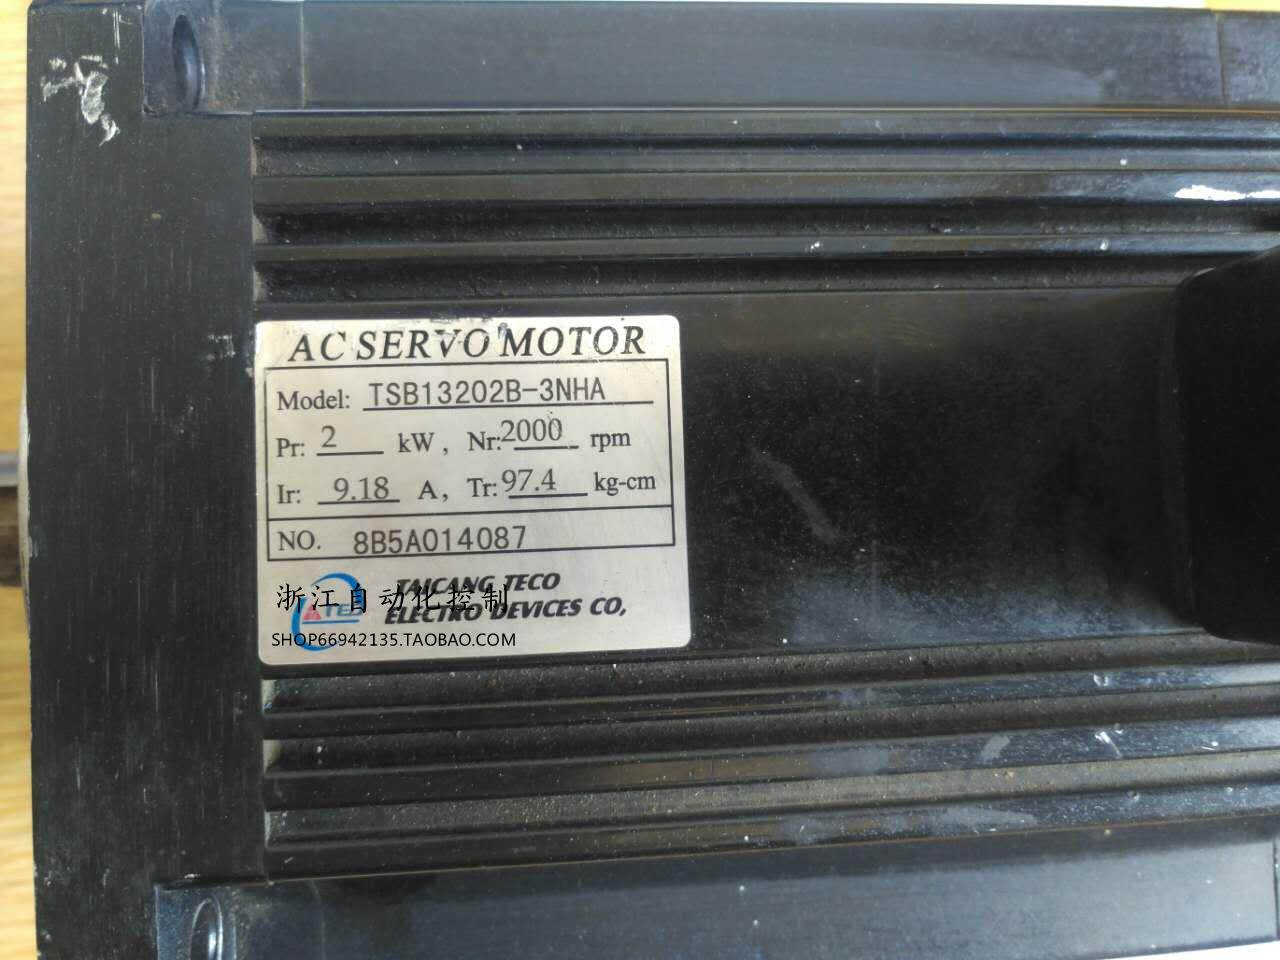 AC SERVO MOTOR
Model: TSB13202B-3NHA
Pr: 2 kW, Nr: 2000 rpm
Ir: 9.18 A, Tr: 97.4 kg-cm
NO. 8B5A014087
TAICANG TECO
浙江自动化控制
ELECTRO DEVICES CO,
SHOP66942135.TAOBAO.COM